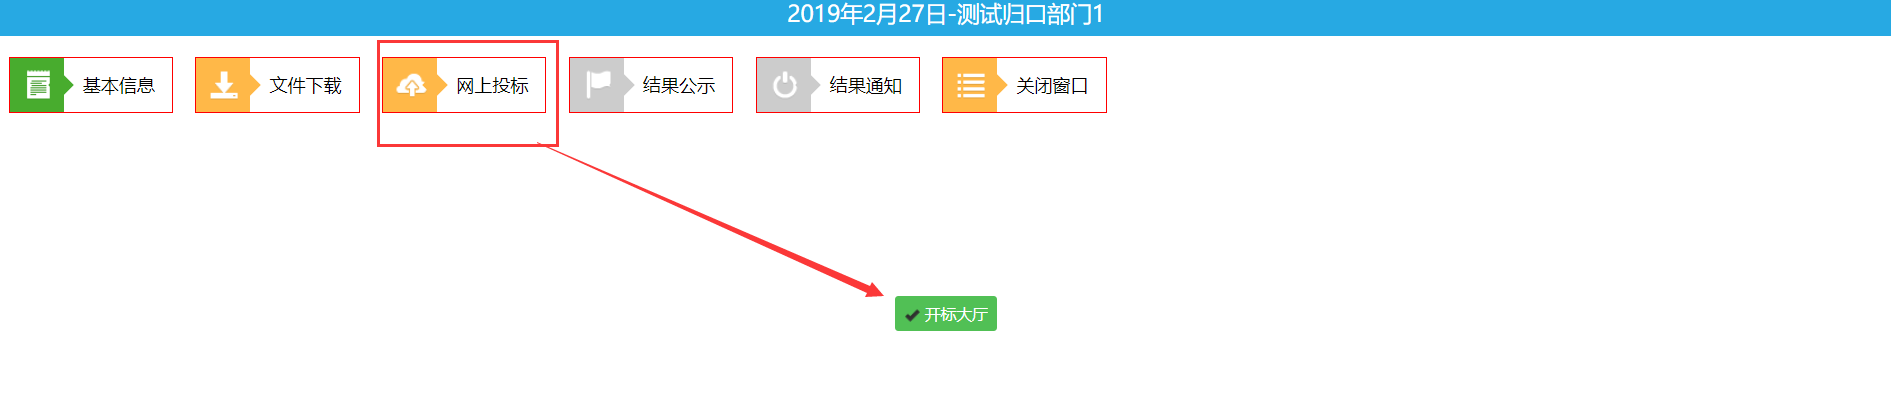 2019年2月27日-测试归口部门1
基本信息
文件下载
网上投标
结果公示
结果通知
关闭窗口
开标大厅